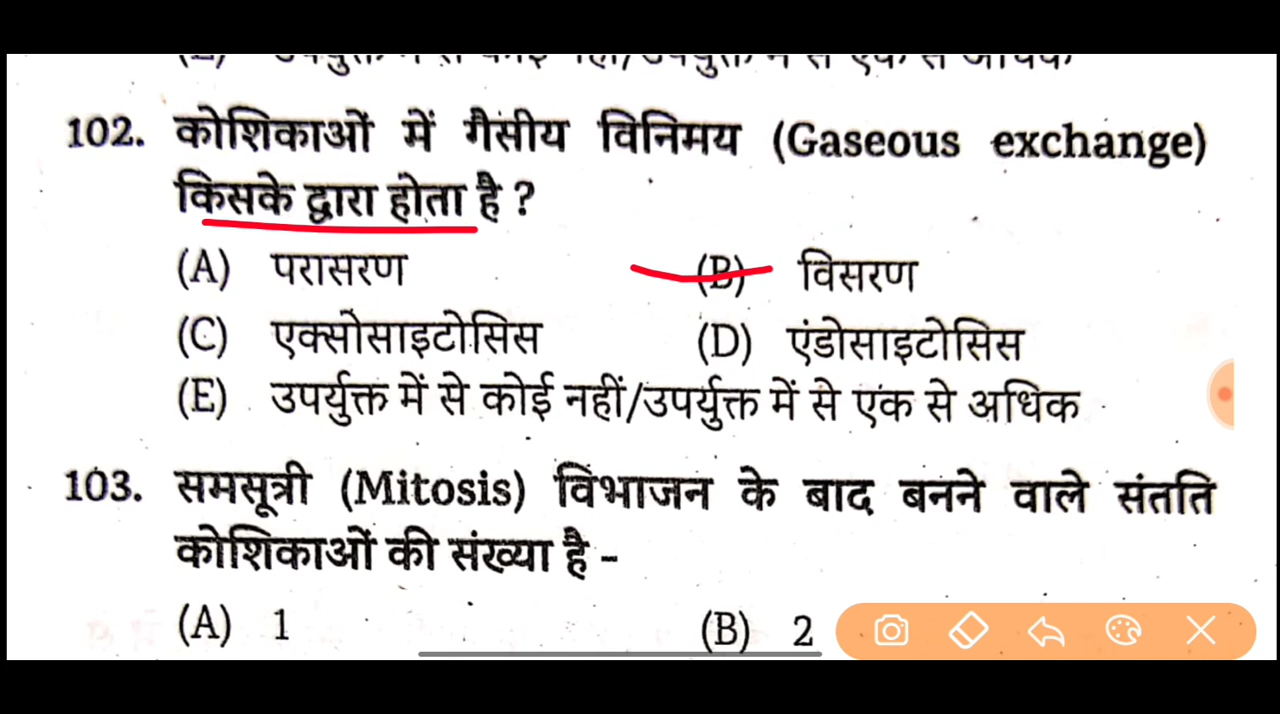 102. कोशिकाओं में गैसीय विनिमय (Gaseous exchange)
किसके द्वारा होता है ?
(A) परासरण (B) विसरण
(C) एक्सोसाइटोसिस (D) एंडोसाइटोसिस
(E) उपर्युक्त में से कोई नहीं/उपर्युक्त में से एक से अधिक
103. समसूत्री (Mitosis) विभाजन के बाद बनने वाले संतति
कोशिकाओं की संख्या है –
(A) 1 (B) 2